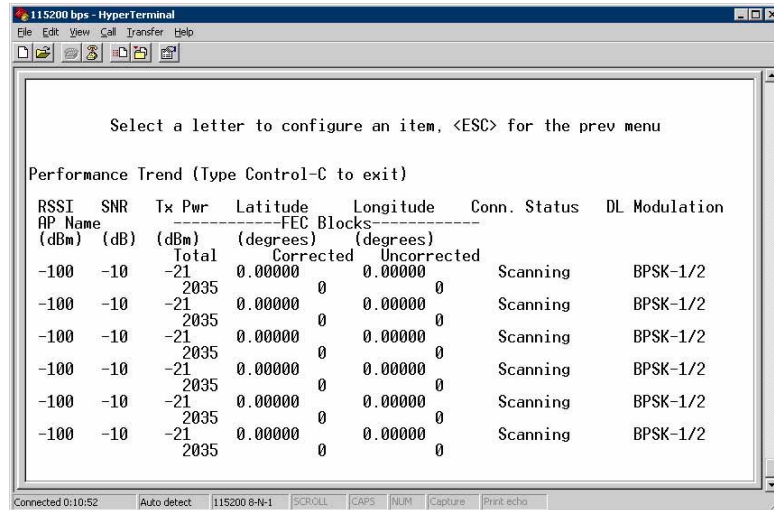 115200 bps - HyperTerminal
File Edit View Call Transfer Help
Select a letter to configure an item, <ESC> for the prev menu
Performance Trend (Type Control-C to exit)
RSSI SNR Tx Pwr Latitude Longitude Conn. Status DL Modulation
AP Name ------------FEC Blocks------------
(dBm) (dB) (dBm) (degrees) (degrees)
Total Corrected Uncorrected
-100 -10 -21 0.00000 0.00000 Scanning BPSK-1/2
2035 0 0
-100 -10 -21 0.00000 0.00000 Scanning BPSK-1/2
2035 0 0
-100 -10 -21 0.00000 0.00000 Scanning BPSK-1/2
2035 0 0
-100 -10 -21 0.00000 0.00000 Scanning BPSK-1/2
2035 0 0
-100 -10 -21 0.00000 0.00000 Scanning BPSK-1/2
2035 0 0
-100 -10 -21 0.00000 0.00000 Scanning BPSK-1/2
2035 0 0
Connected 0:10:52 Auto detect 115200 8-N-1 SCROLL CAPS NUM Capture Print echo